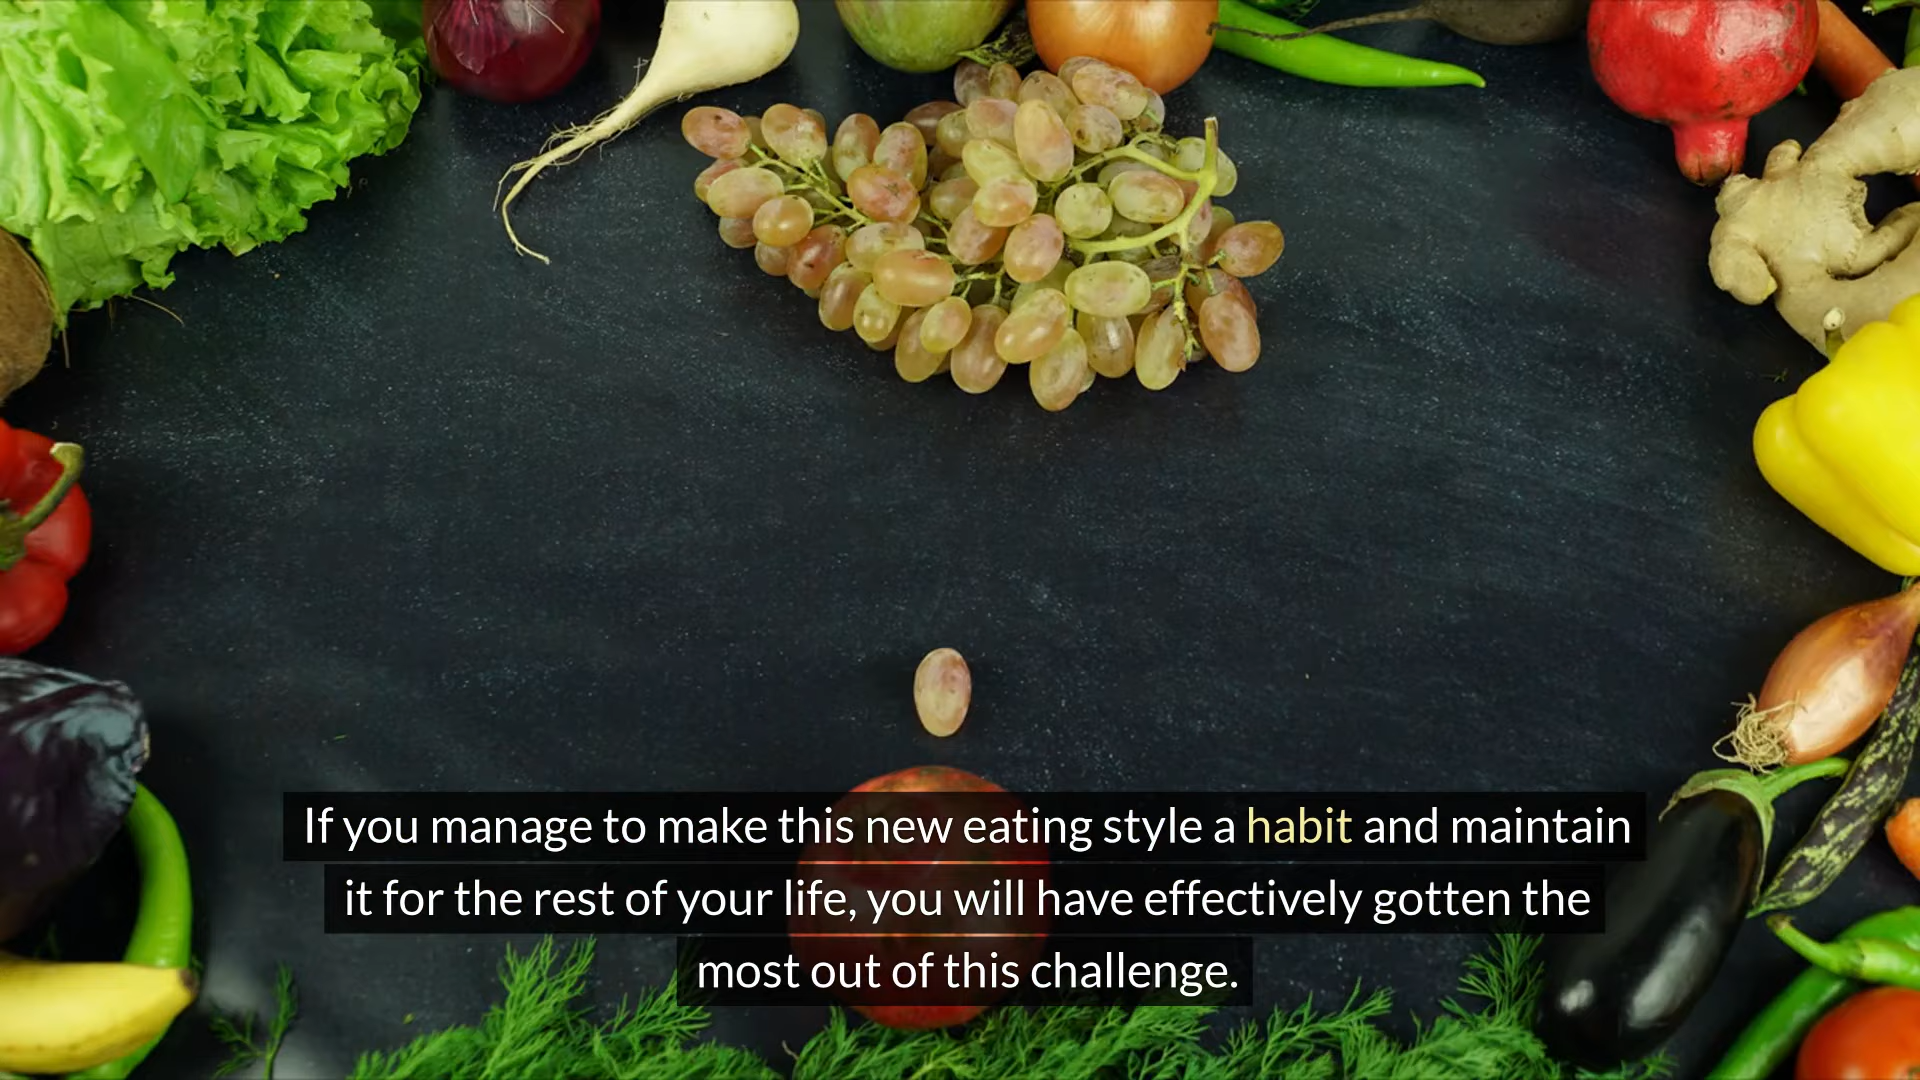 If you manage to make this new eating style a habit and maintain
it for the rest of your life, you will have effectively gotten the
most out of this challenge.